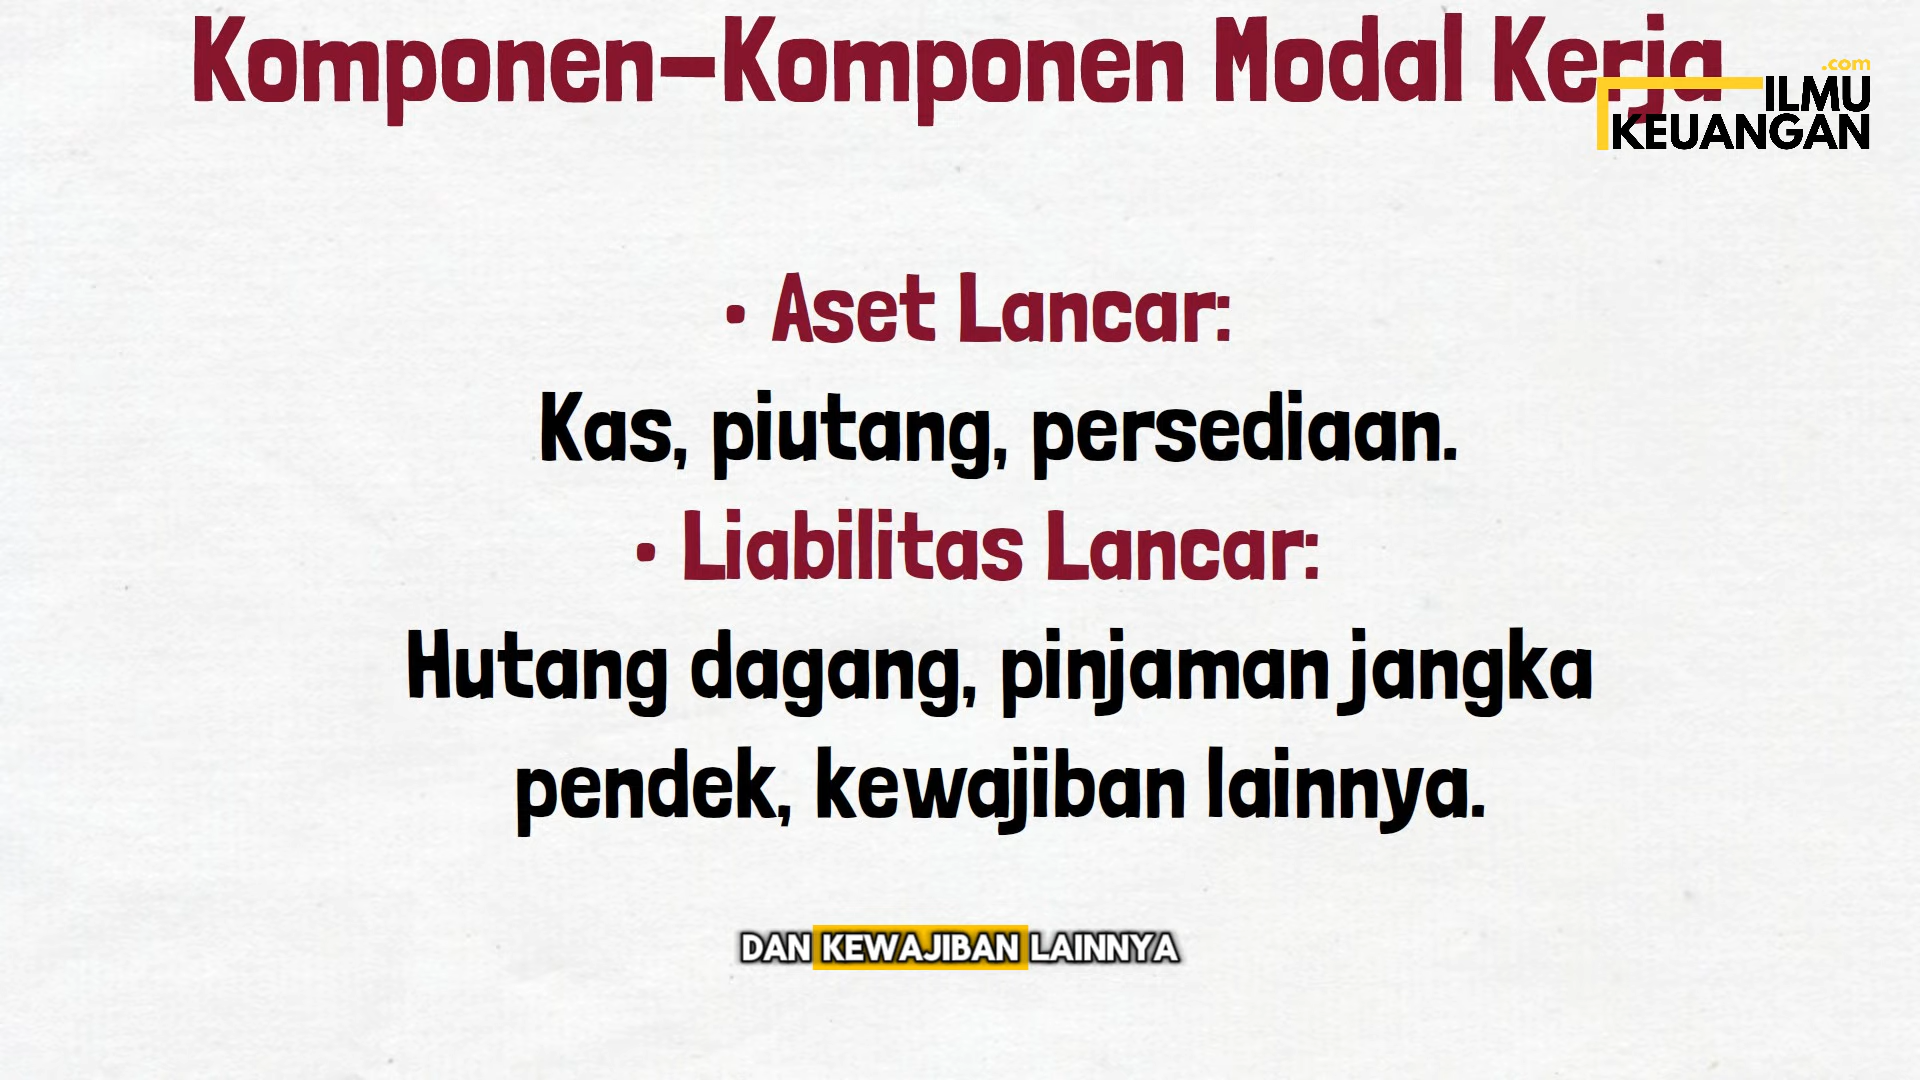 Komponen-Komponen Modal Kerja
.com
ILMU
KEUANGAN
• Aset Lancar:
Kas, piutang, persediaan.
• Liabilitas Lancar:
Hutang dagang, pinjaman jangka
pendek, kewajiban lainnya.
DAN KEWAJIBAN LAINNYA